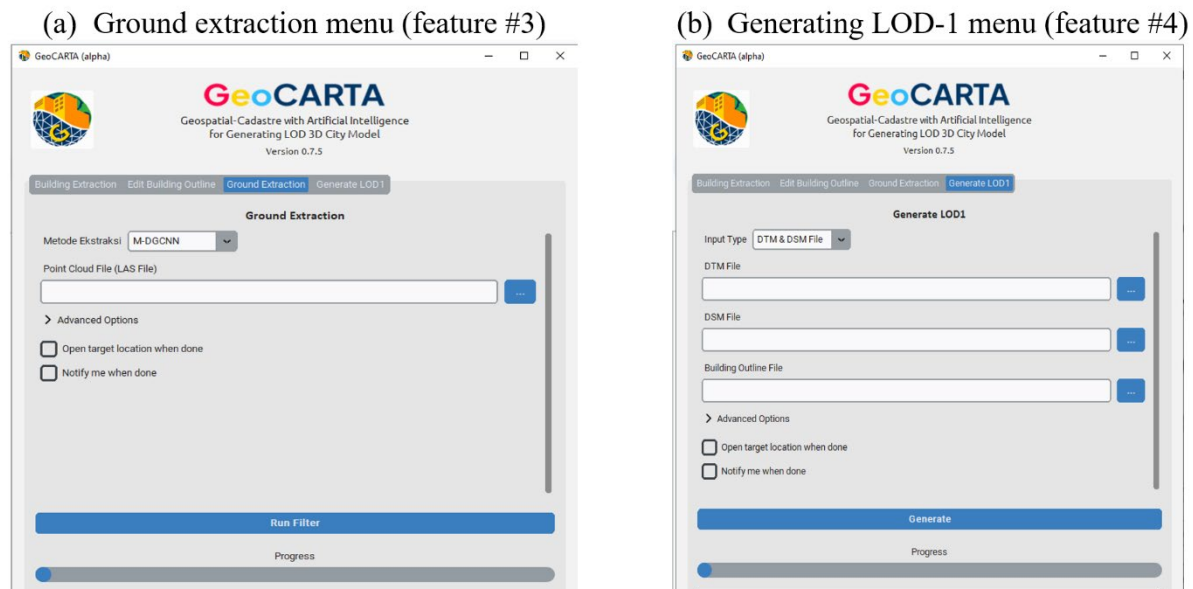 (a) Ground extraction menu (feature #3)
GeoCARTA (alpha)
GeoCARTA
Geospatial-Cadastre with Artificial Intelligence
for Generating LOD 3D City Model
Version 0.7.5
Building Extraction Edit Building Outline Ground Extraction Generate LOD1
Ground Extraction
Metode Ekstraksi M-DGCNN
Point Cloud File (LAS File)
...
Advanced Options
Open target location when done
Notify me when done
Run Filter
Progress
(b) Generating LOD-1 menu (feature #4)
GeoCARTA (alpha)
GeoCARTA
Geospatial-Cadastre with Artificial Intelligence
for Generating LOD 3D City Model
Version 0.7.5
Building Extraction Edit Building Outline Ground Extraction Generate LOD1
Generate LOD1
Input Type DTM & DSM File
DTM File
...
DSM File
...
Building Outline File
...
Advanced Options
Open target location when done
Notify me when done
Generate
Progress